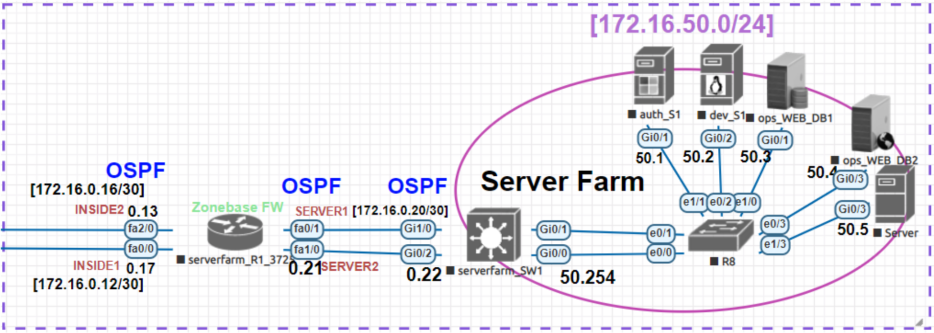 [172.16.50.0/24]
auth_S1
dev_S1
ops_WEB_DB1
Gi0/1
Gi0/2
Gi0/1
ops_WEB_DB2
50.1
50.2
50.3
50.4
Gi0/3
OSPF
[172.16.0.16/30]
OSPF
OSPF
Server Farm
INSIDE2
0.13
Zonebase FW
SERVER1
[172.16.0.20/30]
e1/1
e0/2
e1/0
Gi0/3
50.5
Server
fa2/0
fa0/1
Gi1/0
Gi0/1
e0/1
e0/3
fa0/0
serverfarm_R1_372
fa1/0
Gi0/2
serverfarm_SW1
Gi0/0
e0/0
R8
e1/3
INSIDE1
0.17
0.21
SERVER2
0.22
50.254
[172.16.0.12/30]